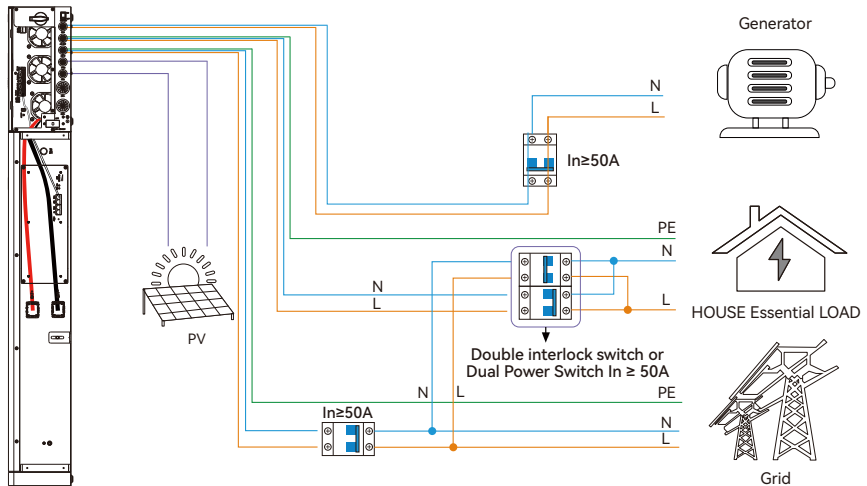 Generator
N
L
In≥50A
PE
N
N
L
L
HOUSE Essential LOAD
PV
Double interlock switch or
Dual Power Switch In ≥ 50A
N
L
PE
In≥50A
N
L
Grid